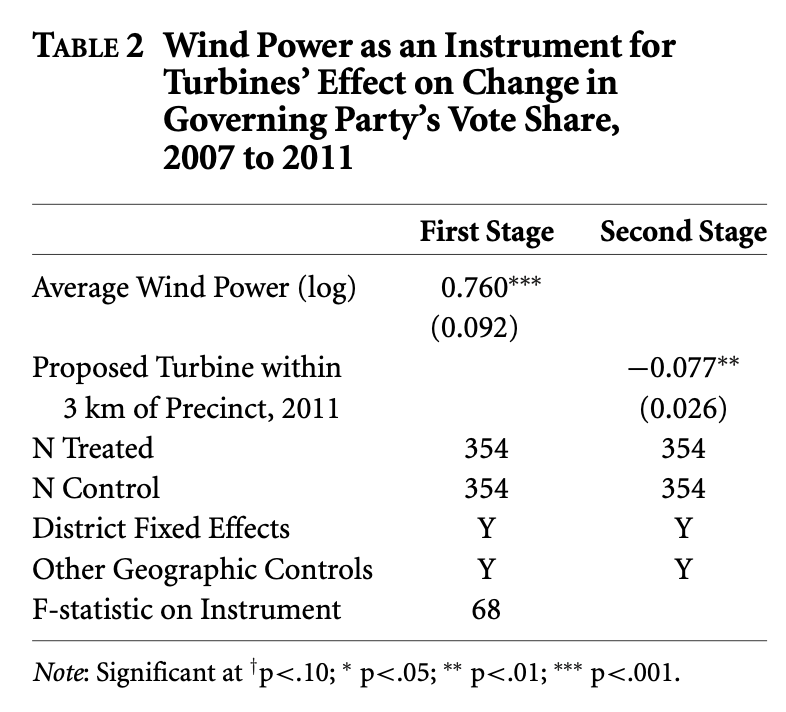 TABLE 2 Wind Power as an Instrument for
Turbines’ Effect on Change in
Governing Party’s Vote Share,
2007 to 2011
First Stage Second Stage
Average Wind Power (log) 0.760***
(0.092)
Proposed Turbine within −0.077**
3 km of Precinct, 2011 (0.026)
N Treated 354 354
N Control 354 354
District Fixed Effects Y Y
Other Geographic Controls Y Y
F-statistic on Instrument 68
Note: Significant at †p<.10; * p<.05; ** p<.01; *** p<.001.